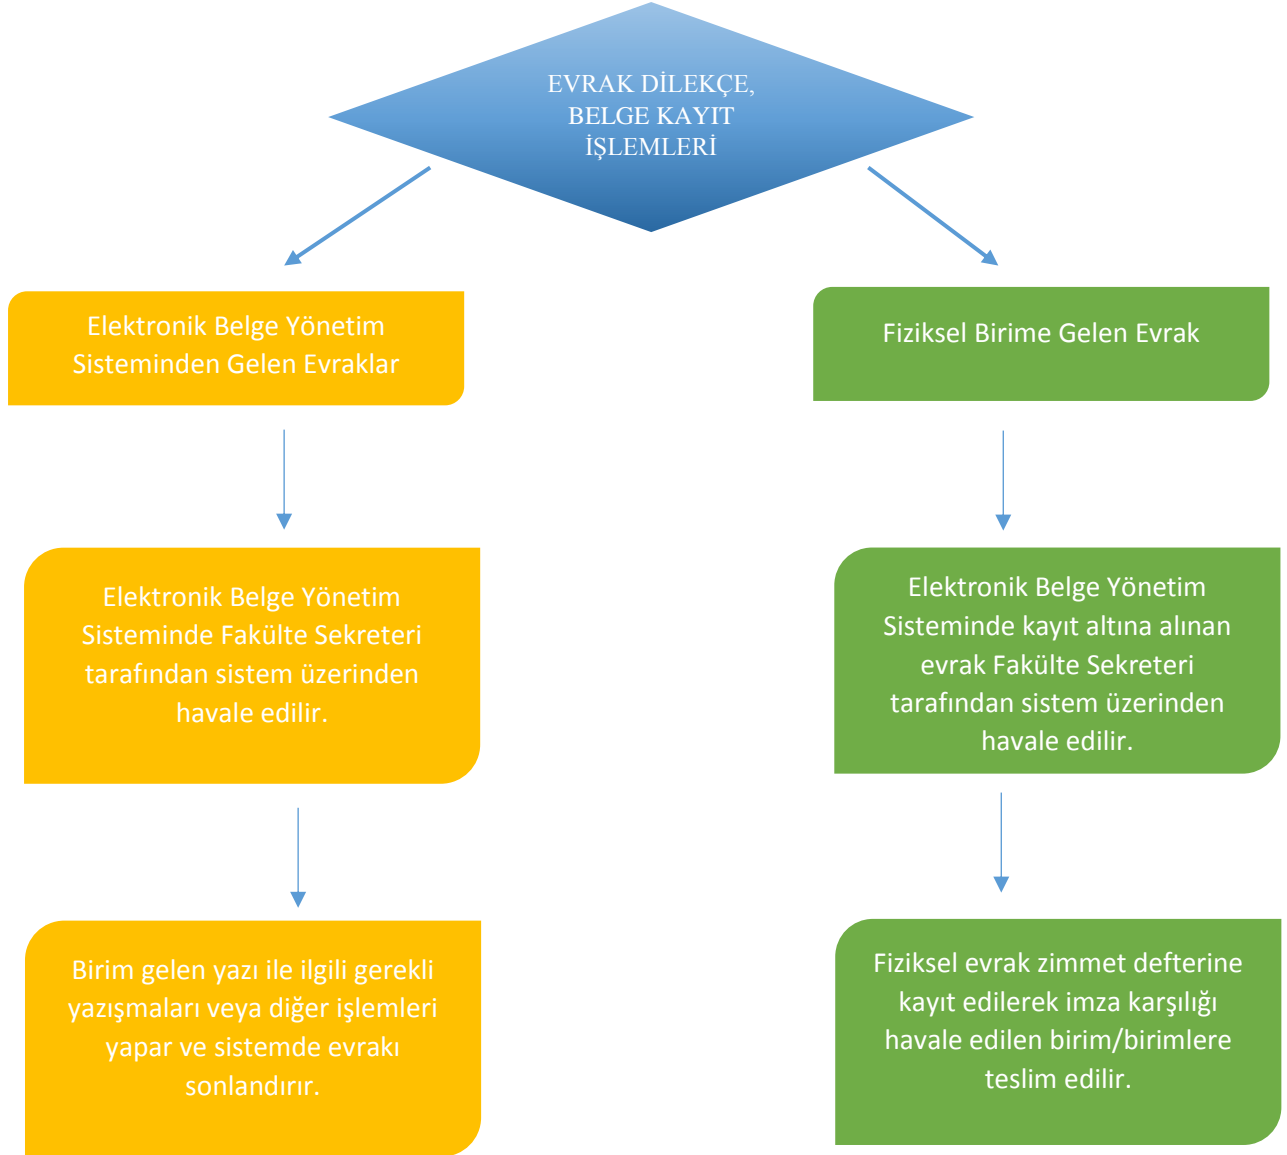 EVRAK DİLEKÇE,
BELGE KAYIT
İŞLEMLERİ
Elektronik Belge Yönetim
Sisteminden Gelen Evraklar
Fiziksel Birime Gelen Evrak
Elektronik Belge Yönetim
Sisteminde Fakülte Sekreteri
tarafından sistem üzerinden
havale edilir.
Elektronik Belge Yönetim
Sisteminde kayıt altına alınan
evrak Fakülte Sekreteri
tarafından sistem üzerinden
havale edilir.
Birim gelen yazı ile ilgili gerekli
yazışmaları veya diğer işlemleri
yapar ve sistemde evrakı
sonlandırır.
Fiziksel evrak zimmet defterine
kayıt edilerek imza karşılığı
havale edilen birim/birimlere
teslim edilir.